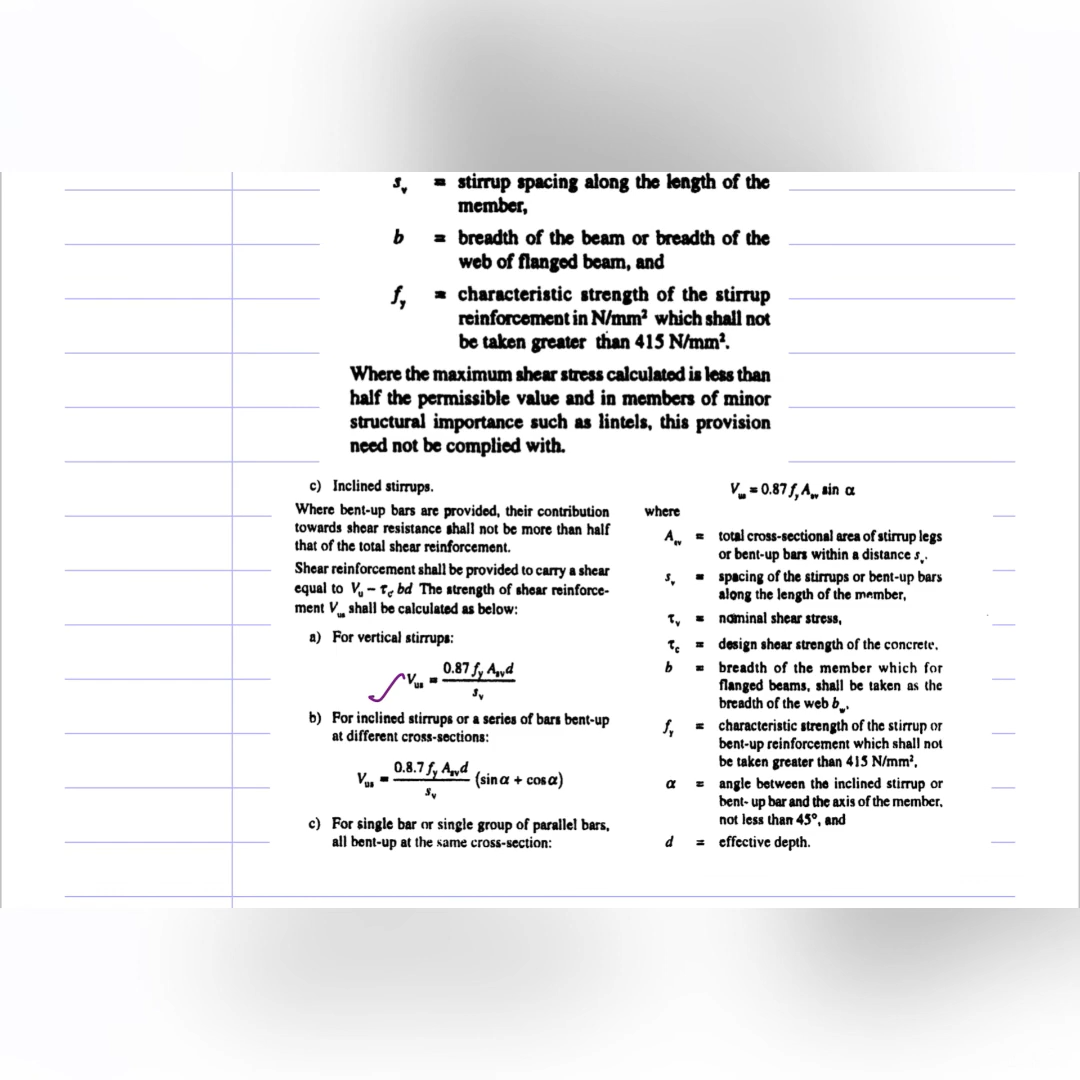 s_v = stirrup spacing along the length of the
member,
b = breadth of the beam or breadth of the
web of flanged beam, and
f_y = characteristic strength of the stirrup
reinforcement in N/mm² which shall not
be taken greater than 415 N/mm².
Where the maximum shear stress calculated is less than
half the permissible value and in members of minor
structural importance such as lintels, this provision
need not be complied with.
c) Inclined stirrups.
Where bent-up bars are provided, their contribution
towards shear resistance shall not be more than half
that of the total shear reinforcement.
Shear reinforcement shall be provided to carry a shear
equal to V_u – τ_c bd The strength of shear reinforce-
ment V_us shall be calculated as below:
a) For vertical stirrups:
V_us = 0.87 f_y A_sv d / s_v
b) For inclined stirrups or a series of bars bent-up
at different cross-sections:
V_us = 0.8.7 f_y A_sv d / s_v (sin α + cos α)
c) For single bar or single group of parallel bars,
all bent-up at the same cross-section:
V_us = 0.87 f_y A_sv sin α
where
A_sv = total cross-sectional area of stirrup legs
or bent-up bars within a distance s_v.
s_v = spacing of the stirrups or bent-up bars
along the length of the member,
τ_v = nominal shear stress,
τ_c = design shear strength of the concrete,
b = breadth of the member which for
flanged beams, shall be taken as the
breadth of the web b_w,
f_y = characteristic strength of the stirrup or
bent-up reinforcement which shall not
be taken greater than 415 N/mm²,
α = angle between the inclined stirrup or
bent- up bar and the axis of the member,
not less than 45°, and
d = effective depth.